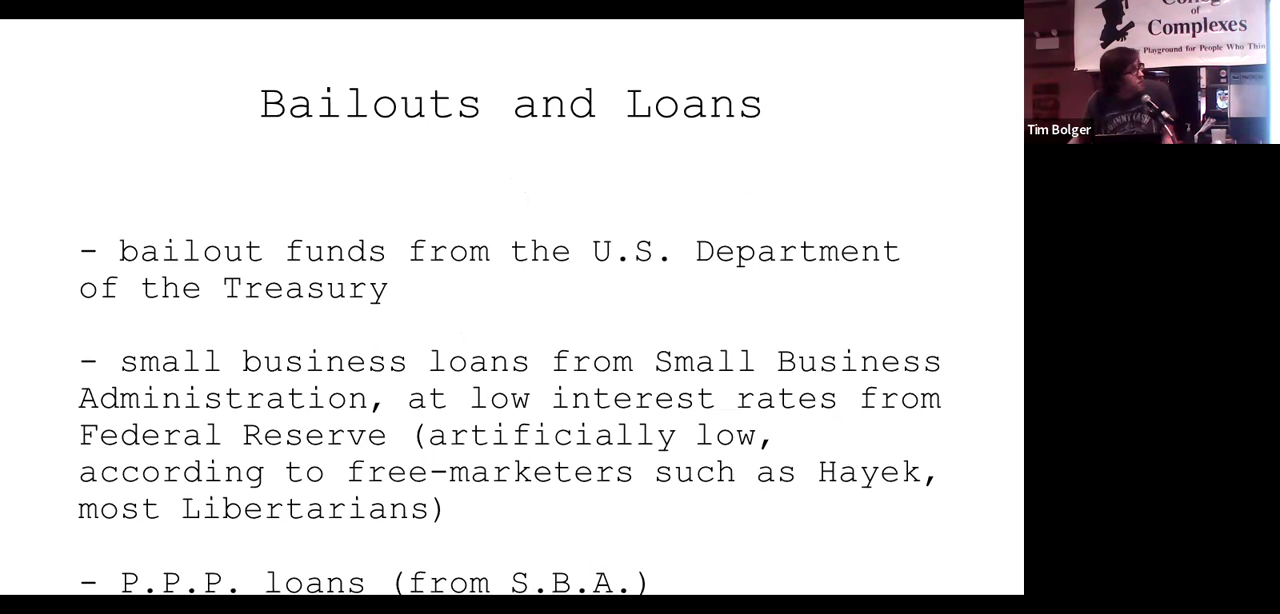 Bailouts and Loans
- bailout funds from the U.S. Department
of the Treasury
- small business loans from Small Business
Administration, at low interest rates from
Federal Reserve (artificially low,
according to free-marketers such as Hayek,
most Libertarians)
- P.P.P. loans (from S.B.A.)
of
Complexes
Playground for People Who
Tim Bolger